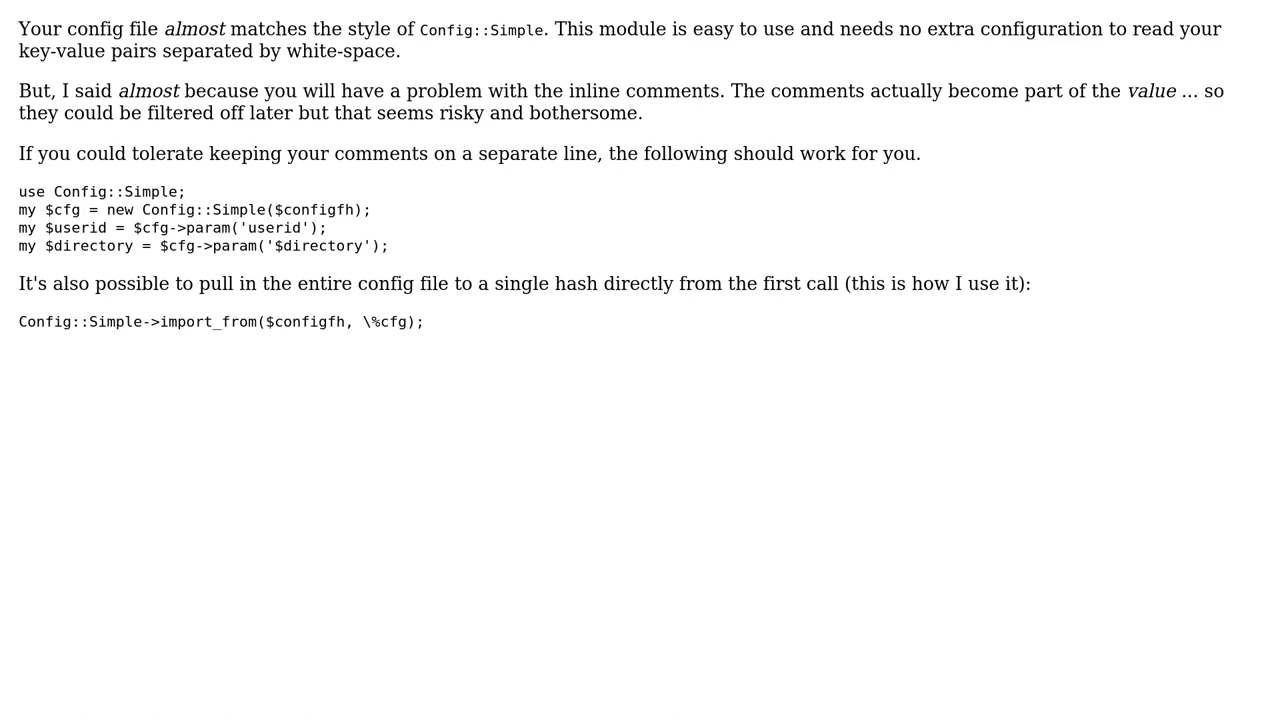 Your config file almost matches the style of Config::Simple. This module is easy to use and needs no extra configuration to read your
key-value pairs separated by white-space.
But, I said almost because you will have a problem with the inline comments. The comments actually become part of the value ... so
they could be filtered off later but that seems risky and bothersome.
If you could tolerate keeping your comments on a separate line, the following should work for you.
use Config::Simple;
my $cfg = new Config::Simple($configfh);
my $userid = $cfg->param('userid');
my $directory = $cfg->param('$directory');
It's also possible to pull in the entire config file to a single hash directly from the first call (this is how I use it):
Config::Simple->import_from($configfh, \%cfg);